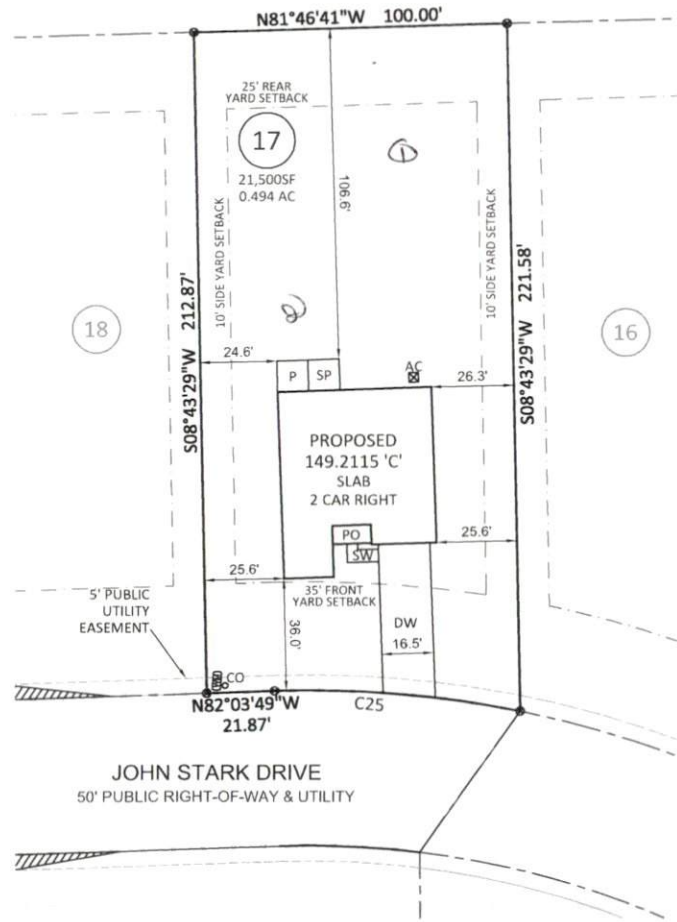 N81°46'41"W 100.00'
25' REAR
YARD SETBACK
17
21,500SF
0.494 AC
106.6'
10' SIDE YARD SETBACK
10' SIDE YARD SETBACK
S08°43'29"W 212.87'
S08°43'29"W 221.58'
18
16
24.6'
P
SP
AC
26.3'
PROPOSED
149.2115 'C'
SLAB
2 CAR RIGHT
PO
SW
25.6'
25.6'
35' FRONT
YARD SETBACK
5' PUBLIC
UTILITY
EASEMENT
36.0'
DW
16.5'
CO
N82°03'49"W
21.87'
C25
JOHN STARK DRIVE
50' PUBLIC RIGHT-OF-WAY & UTILITY